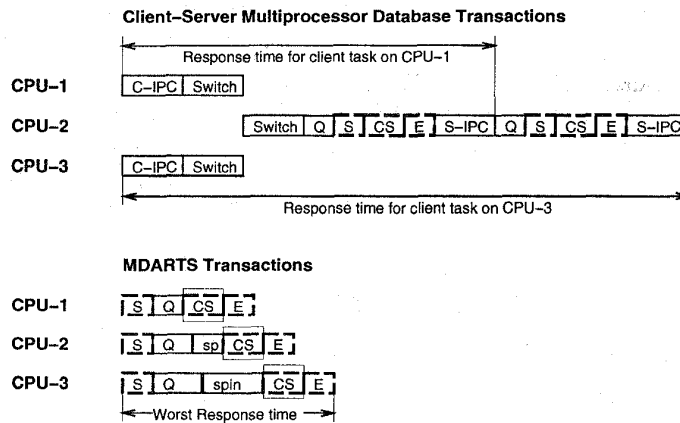 Client–Server Multiprocessor Database Transactions
Response time for client task on CPU–1
CPU–1 C–IPC Switch
CPU–2 Switch Q S CS E S–IPC Q S CS E S–IPC
CPU–3 C–IPC Switch
Response time for client task on CPU–3
MDARTS Transactions
CPU–1 S Q CS E
CPU–2 S Q sp CS E
CPU–3 S Q spin CS E
Worst Response time